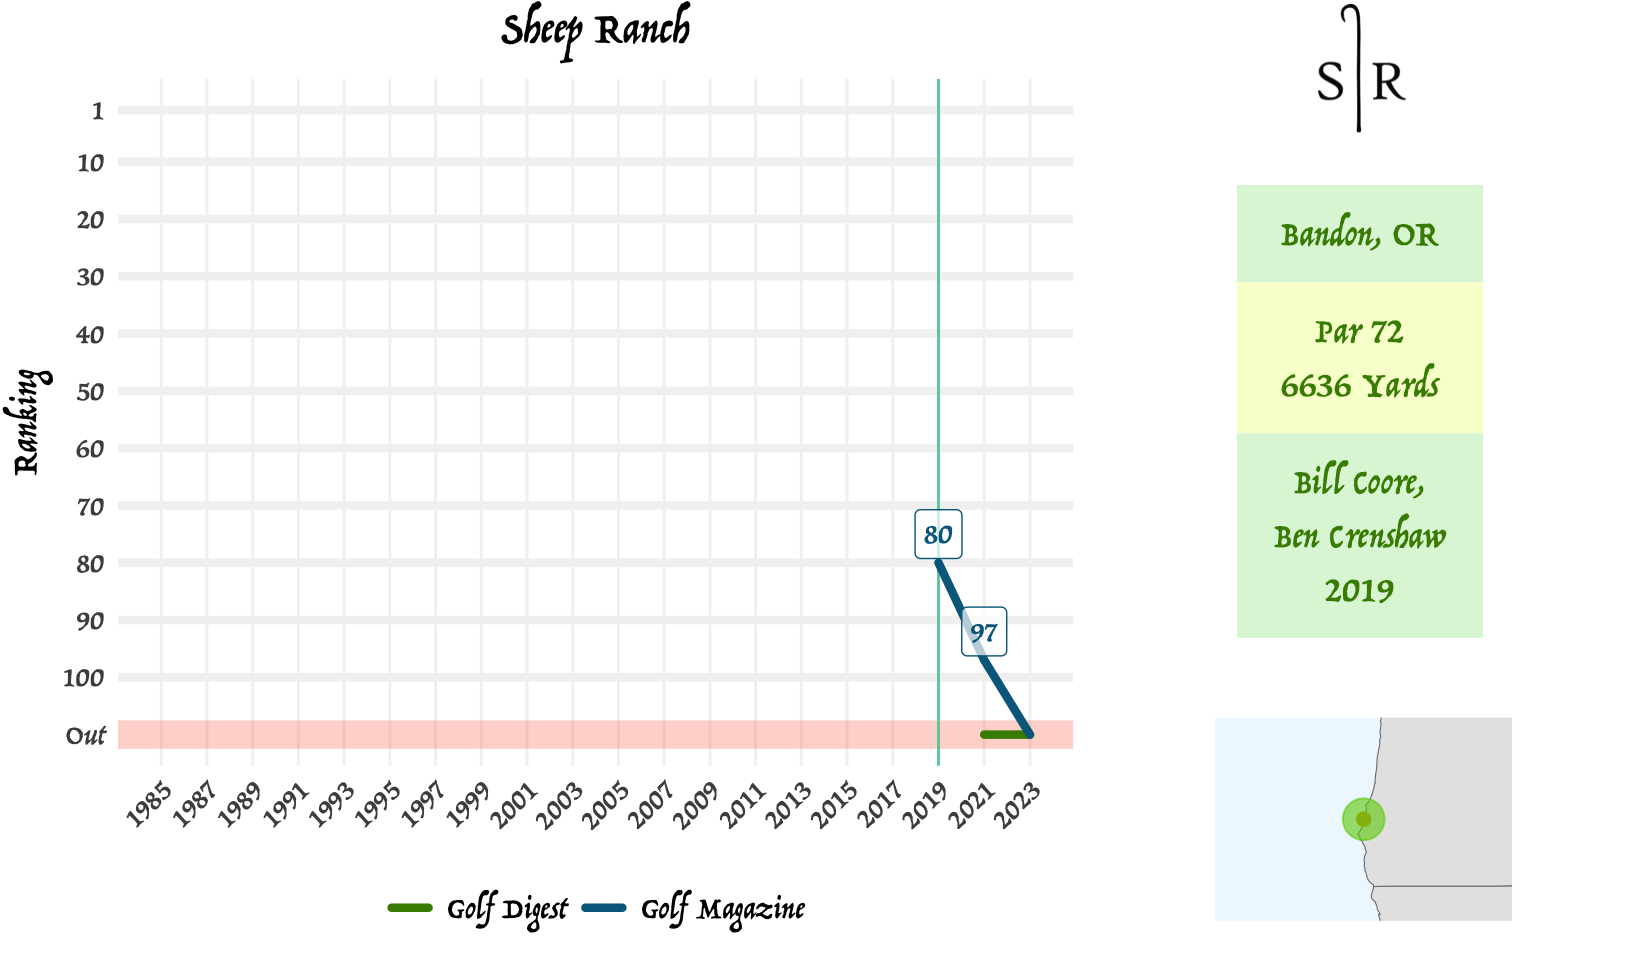 Sheep Ranch
S R
Ranking
1
10
20
30
40
50
60
70
80
90
100
Out
80
97
1985 1987 1989 1991 1993 1995 1997 1999 2001 2003 2005 2007 2009 2011 2013 2015 2017 2019 2021 2023
Golf Digest Golf Magazine
Bandon, OR
Par 72
6636 Yards
Bill Coore,
Ben Crenshaw
2019